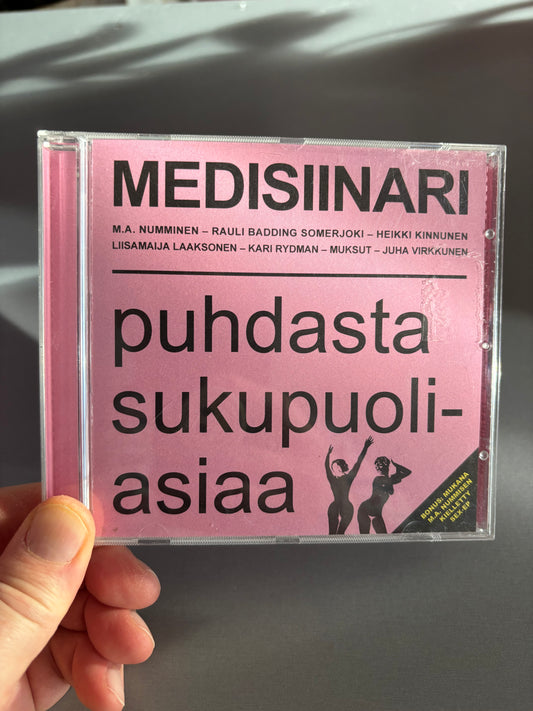 MEDISIINARI
M.A. NUMMINEN – RAULI BADDING SOMERJOKI – HEIKKI KINNUNEN
LIISAMAIJA LAAKSONEN – KARI RYDMAN – MUKSUT – JUHA VIRKKUNEN
puhdasta
sukupuoli-
asiaa
BONUS: MUKANA
M.A. NUMMISEN
KIELLETTY
SEX-EP